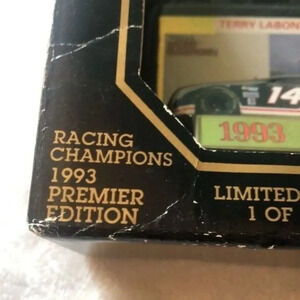 TERRY LABON
14
1993
RACING
CHAMPIONS
1993
PREMIER
EDITION
LIMITED
1 OF